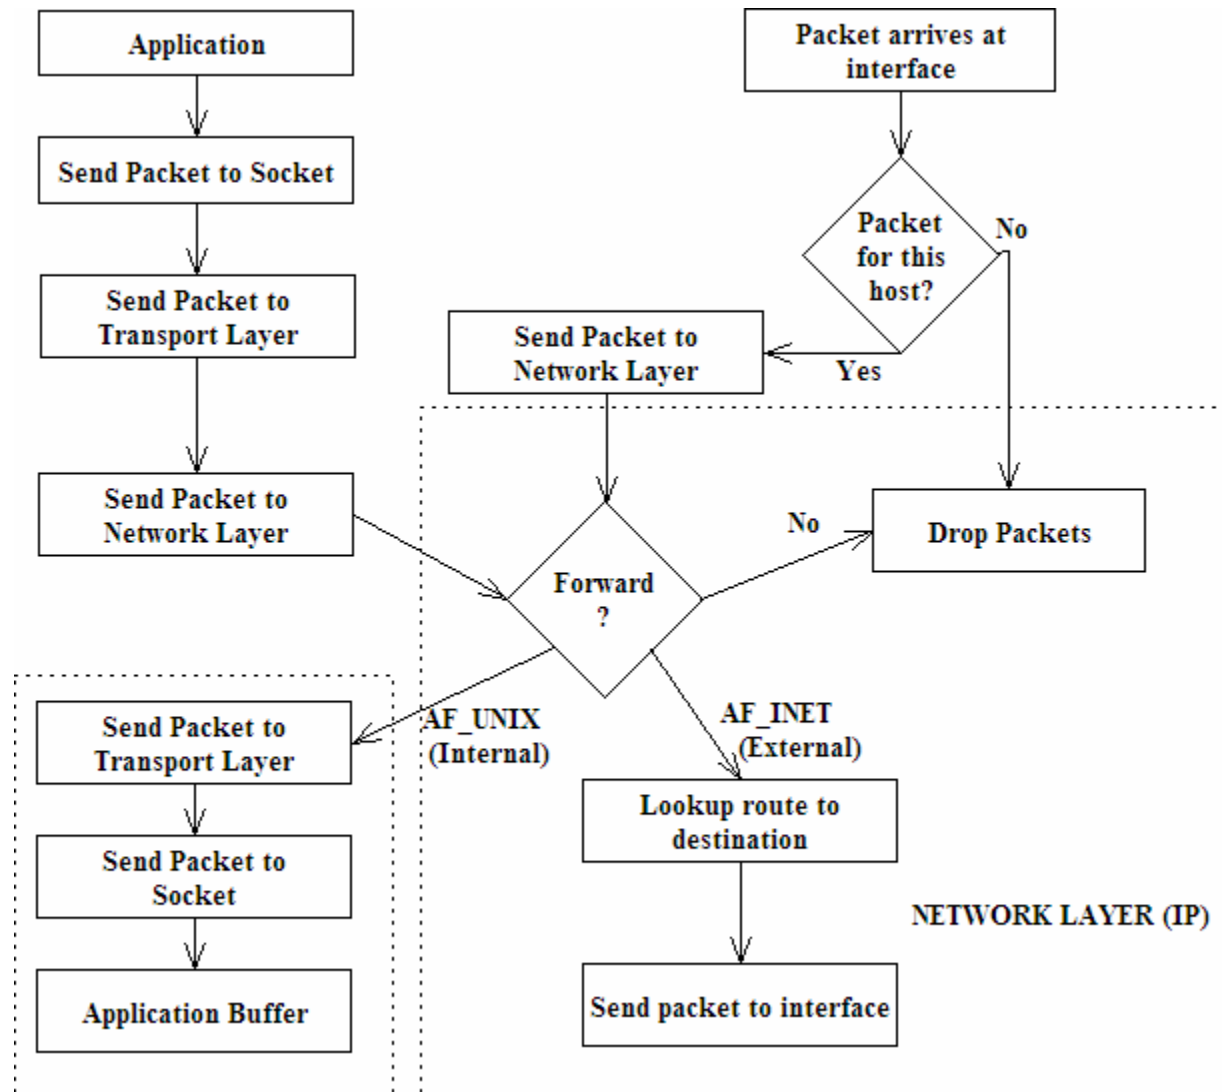 Application
Packet arrives at
interface
Send Packet to Socket
Packet
for this
host?
No
Send Packet to
Transport Layer
Send Packet to
Network Layer
Yes
Send Packet to
Network Layer
No
Drop Packets
Forward
?
AF_UNIX
(Internal)
AF_INET
(External)
Send Packet to
Transport Layer
Lookup route to
destination
Send Packet to
Socket
NETWORK LAYER (IP)
Application Buffer
Send packet to interface